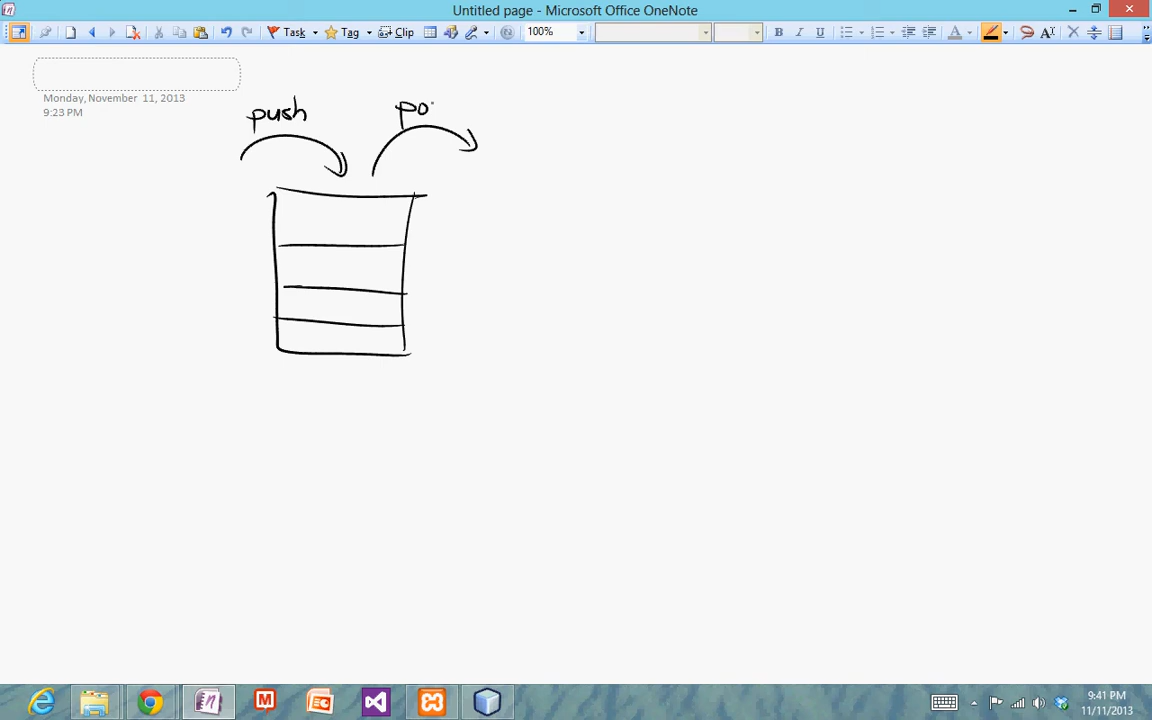 Untitled page - Microsoft Office OneNote
Task Tag Clip 100% B I U A
Monday, November 11, 2013
9:23 PM
push po
9:41 PM
11/11/2013